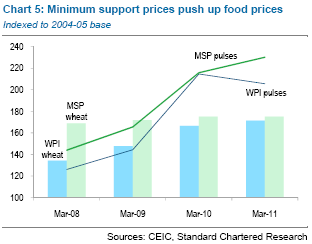 Chart 5: Minimum support prices push up food prices
Indexed to 2004-05 base
240
220
200
180
160
140
120
100
MSP pulses
WPI pulses
MSP
wheat
WPI
wheat
Mar-08
Mar-09
Mar-10
Mar-11
Sources: CEIC, Standard Chartered Research